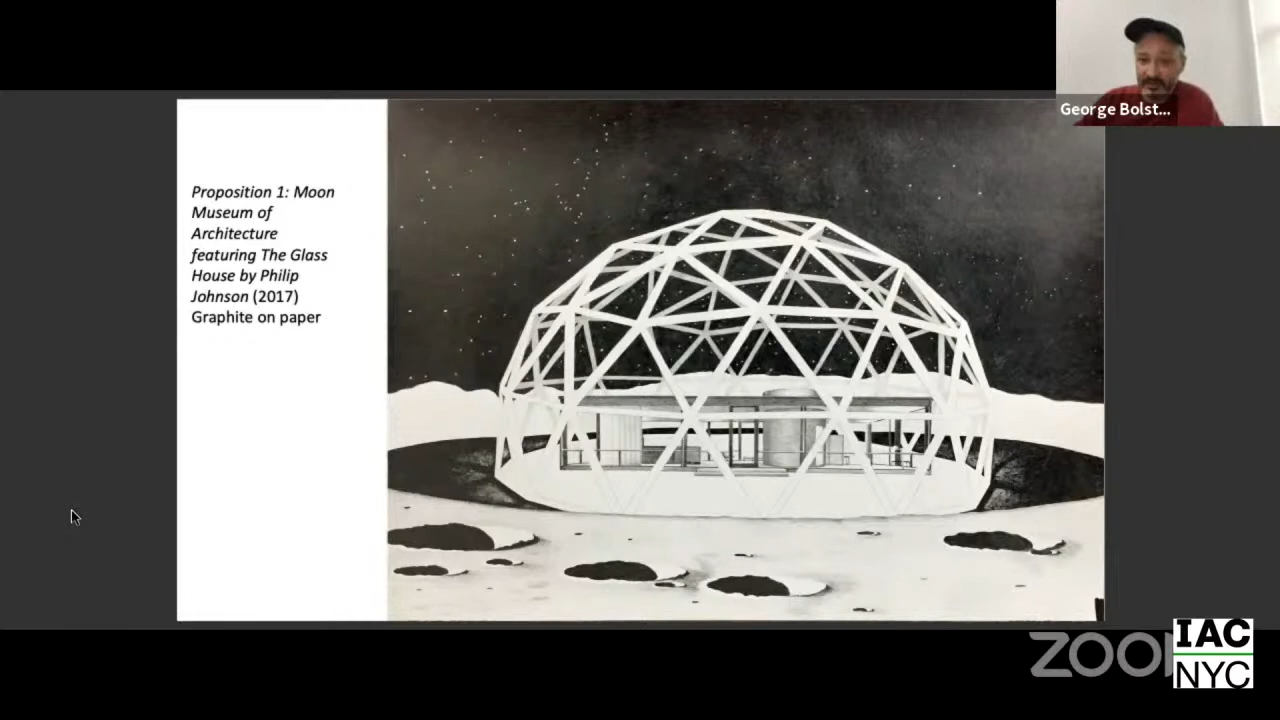 George Bolst...
Proposition 1: Moon
Museum of
Architecture
featuring The Glass
House by Philip
Johnson (2017)
Graphite on paper
ZOO
IAC
NYC